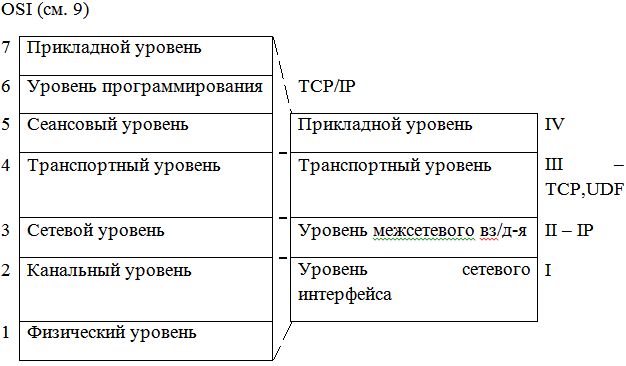 OSI (см. 9)
7 Прикладной уровень
6 Уровень программирования TCP/IP
5 Сеансовый уровень Прикладной уровень IV
4 Транспортный уровень Транспортный уровень III –
TCP,UDF
3 Сетевой уровень Уровень межсетевого вз/д-я II – IP
2 Канальный уровень Уровень сетевого I
интерфейса
1 Физический уровень